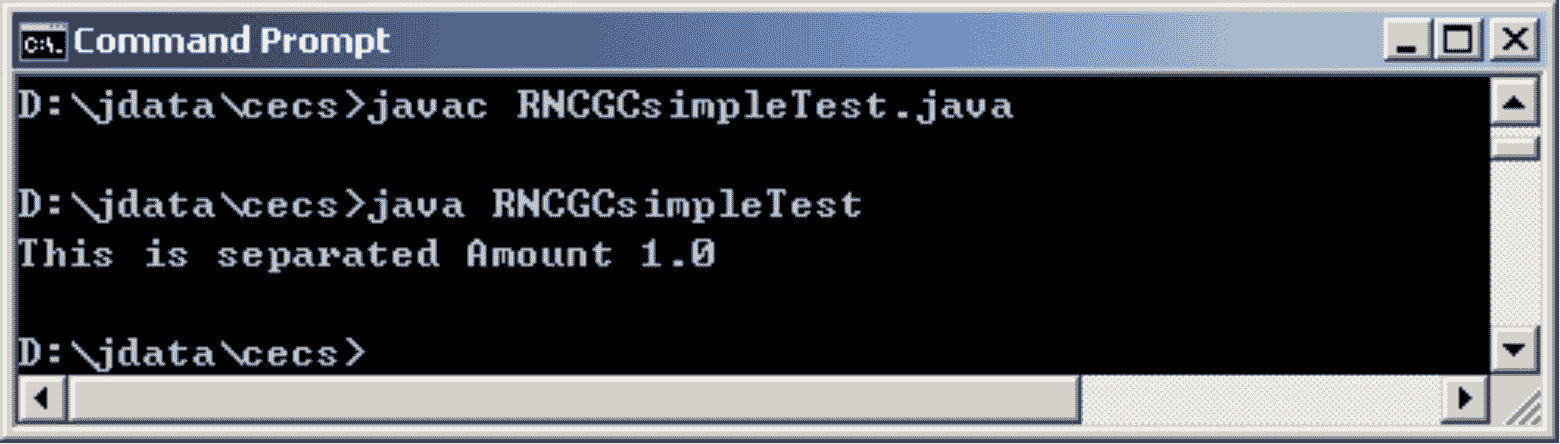 C:\.
Command Prompt
D:\jdata\cecs>javac RNCGCsimpleTest.java
D:\jdata\cecs>java RNCGCsimpleTest
This is separated Amount 1.0
D:\jdata\cecs>